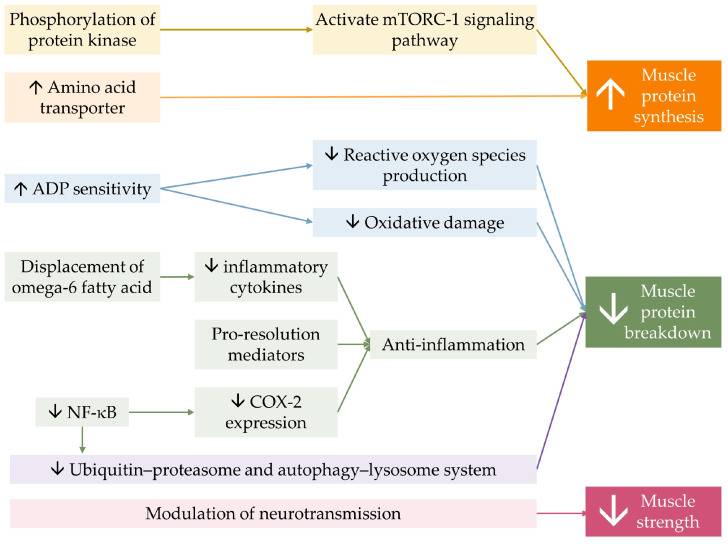 Phosphorylation of
protein kinase
Activate mTORC-1 signaling
pathway
↑ Muscle
protein
synthesis
↑ Amino acid
transporter
↑ ADP sensitivity
↓ Reactive oxygen species
production
↓ Oxidative damage
Displacement of
omega-6 fatty acid
↓ inflammatory
cytokines
Pro-resolution
mediators
Anti-inflammation
↓ Muscle
protein
breakdown
↓ NF-κB
↓ COX-2
expression
↓ Ubiquitin–proteasome and autophagy–lysosome system
Modulation of neurotransmission
↓ Muscle
strength